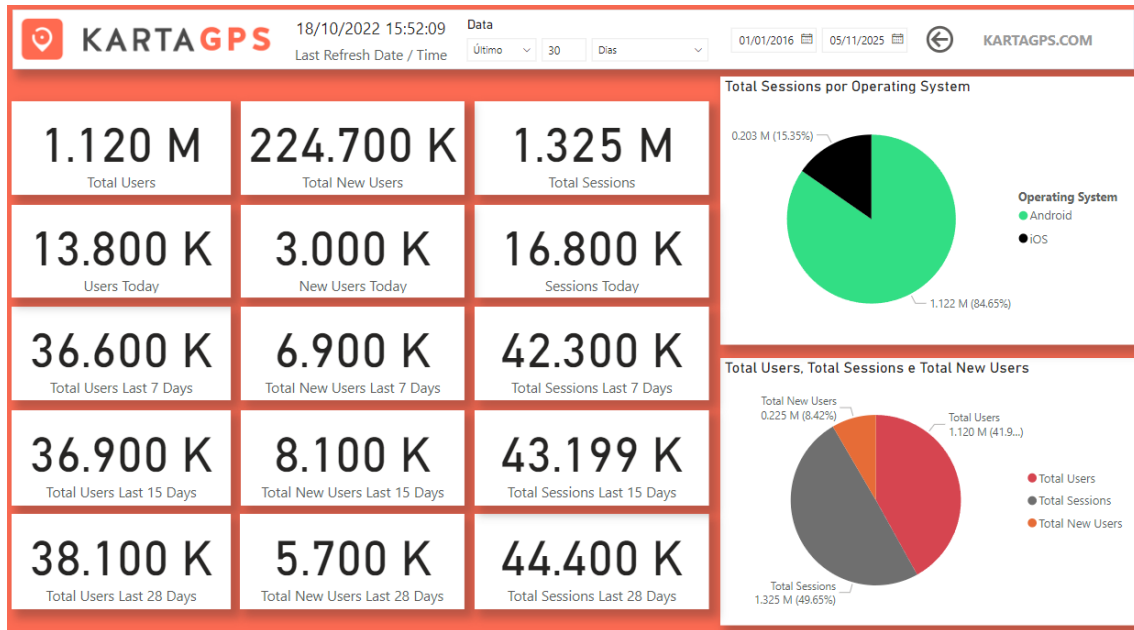 KARTAGPS
18/10/2022 15:52:09
Last Refresh Date / Time
Data
Último
30
Dias
01/01/2016
05/11/2025
KARTAGPS.COM
1.120 M
Total Users
224.700 K
Total New Users
1.325 M
Total Sessions
13.800 K
Users Today
3.000 K
New Users Today
16.800 K
Sessions Today
36.600 K
Total Users Last 7 Days
6.900 K
Total New Users Last 7 Days
42.300 K
Total Sessions Last 7 Days
36.900 K
Total Users Last 15 Days
8.100 K
Total New Users Last 15 Days
43.199 K
Total Sessions Last 15 Days
38.100 K
Total Users Last 28 Days
5.700 K
Total New Users Last 28 Days
44.400 K
Total Sessions Last 28 Days
Total Sessions por Operating System
0.203 M (15.35%)
1.122 M (84.65%)
Operating System
Android
iOS
Total Users, Total Sessions e Total New Users
Total New Users
0.225 M (8.42%)
Total Users
1.120 M (41.9...)
Total Sessions
1.325 M (49.65%)
Total Users
Total Sessions
Total New Users